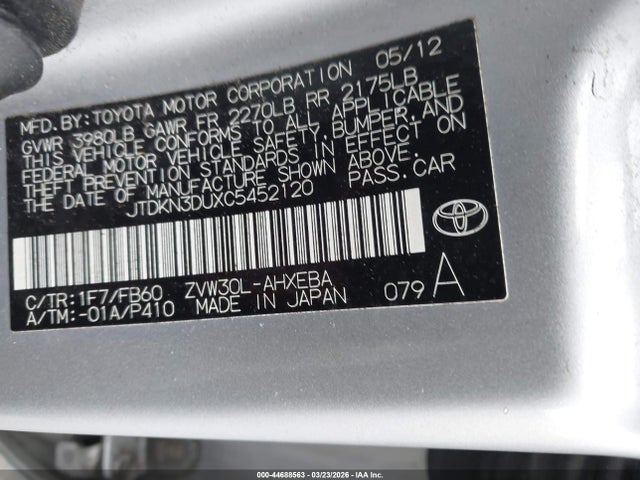 MFD.BY:TOYOTA MOTOR CORPORATION 05/12
GVWR 3980LB GAWR FR 2270LB RR 2175LB
THIS VEHICLE CONFORMS TO ALL APPLICABLE
FEDERAL MOTOR VEHICLE SAFETY,BUMPER,AND
THEFT PREVENTION STANDARDS IN EFFECT ON
THE DATE OF MANUFACTURE SHOWN ABOVE.
JTDKN3DUXC5452120 PASS.CAR
C/TR:1F7/FB60 ZVW30L-AHXEBA
A/TM:-01A/P410 MADE IN JAPAN 079 A
000-44688563 | 03/23/2026 | IAA Inc.